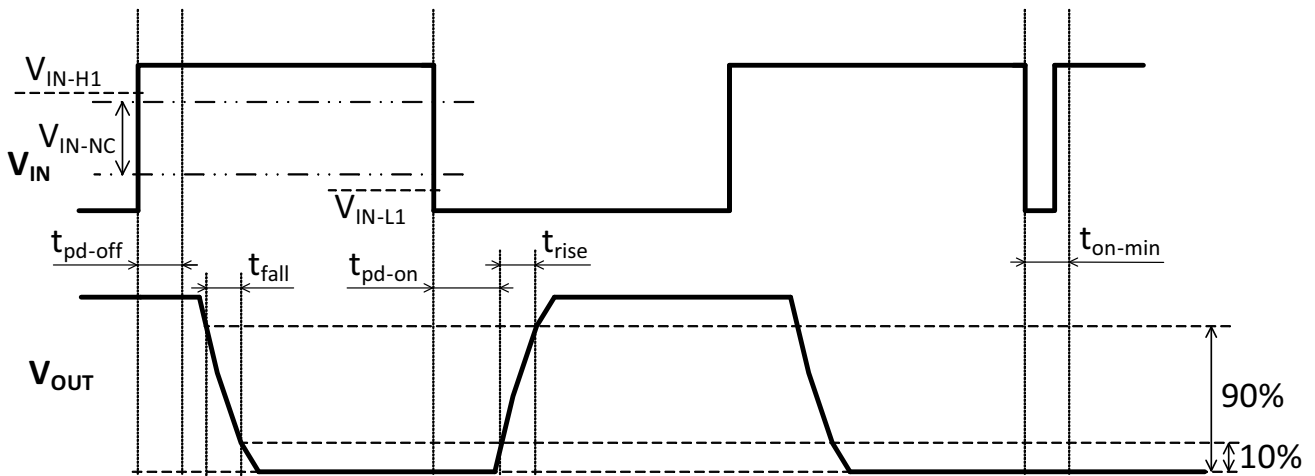 V_IN-H1
V_IN-NC
V_IN
V_IN-L1
t_pd-off
t_fall
t_pd-on
t_rise
t_on-min
V_OUT
90%
10%